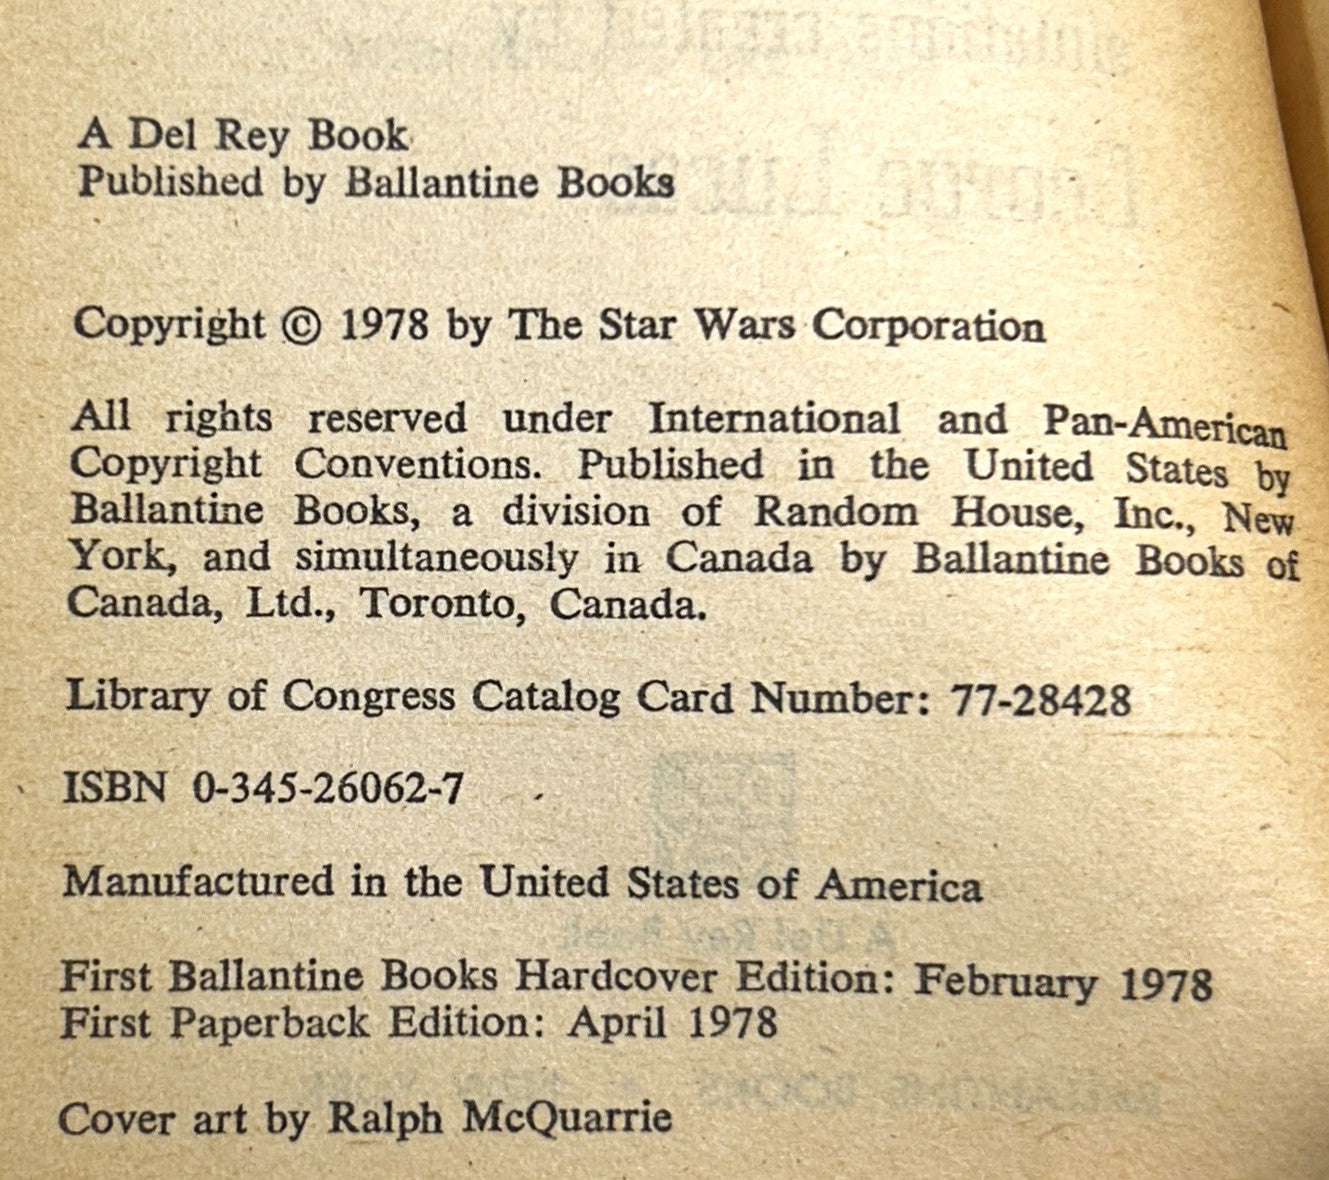 A Del Rey Book
Published by Ballantine Books
Copyright © 1978 by The Star Wars Corporation
All rights reserved under International and Pan-American
Copyright Conventions. Published in the United States by
Ballantine Books, a division of Random House, Inc., New
York, and simultaneously in Canada by Ballantine Books of
Canada, Ltd., Toronto, Canada.
Library of Congress Catalog Card Number: 77-28428
ISBN 0-345-26062-7
Manufactured in the United States of America
First Ballantine Books Hardcover Edition: February 1978
First Paperback Edition: April 1978
Cover art by Ralph McQuarrie